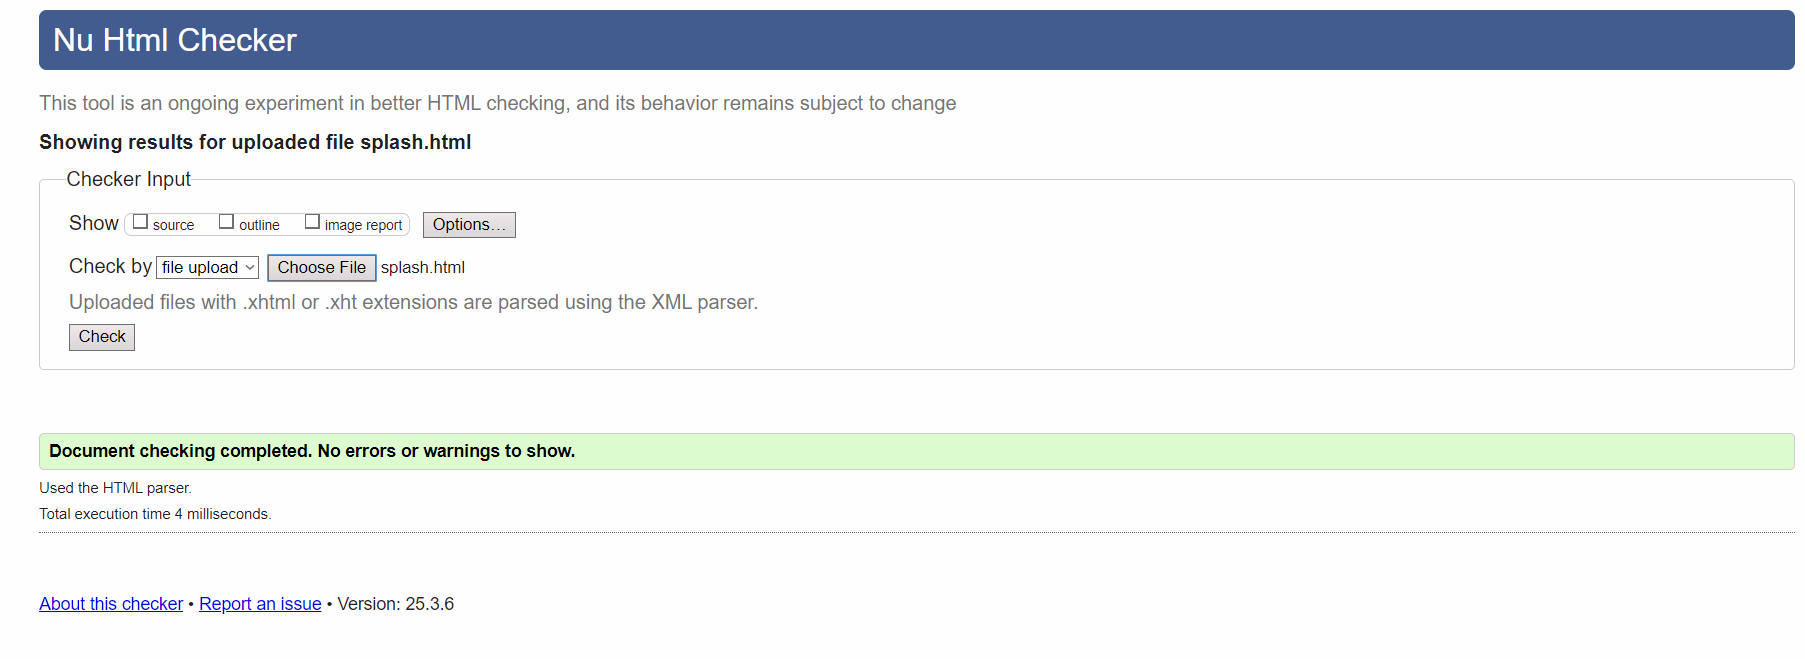 Nu Html Checker
This tool is an ongoing experiment in better HTML checking, and its behavior remains subject to change
Showing results for uploaded file splash.html
Checker Input
Show source outline image report Options...
Check by file upload Choose File splash.html
Uploaded files with .xhtml or .xht extensions are parsed using the XML parser.
Check
Document checking completed. No errors or warnings to show.
Used the HTML parser.
Total execution time 4 milliseconds.
About this checker • Report an issue • Version: 25.3.6